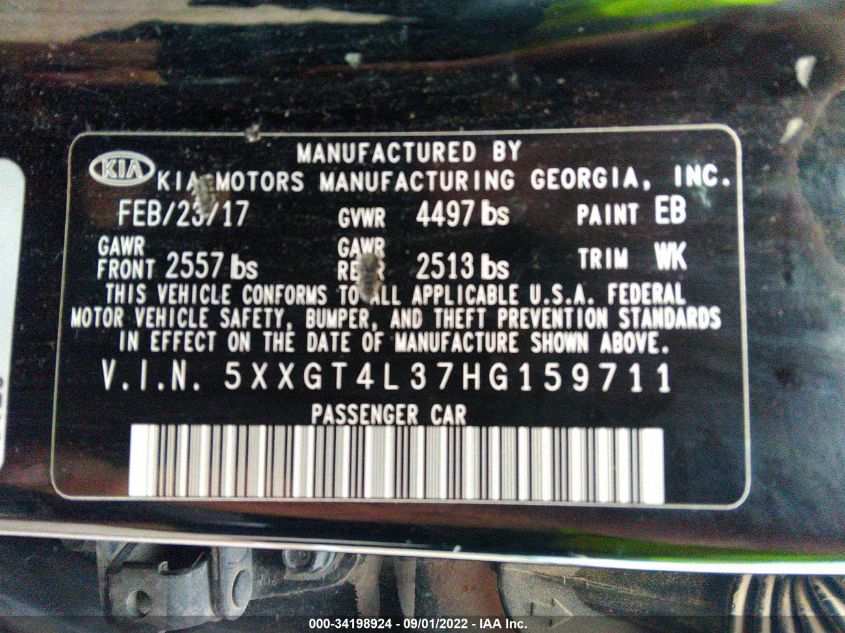 MANUFACTURED BY
KIA MOTORS MANUFACTURING GEORGIA, INC.
FEB/23/17 GVWR 4497 lbs PAINT EB
GAWR FRONT 2557 lbs GAWR REAR 2513 lbs TRIM WK
THIS VEHICLE CONFORMS TO ALL APPLICABLE U.S.A. FEDERAL
MOTOR VEHICLE SAFETY, BUMPER, AND THEFT PREVENTION STANDARDS
IN EFFECT ON THE DATE OF MANUFACTURE SHOWN ABOVE.
V.I.N. 5XXGT4L37HG159711
PASSENGER CAR
000-34198924 - 09/01/2022 - IAA Inc.